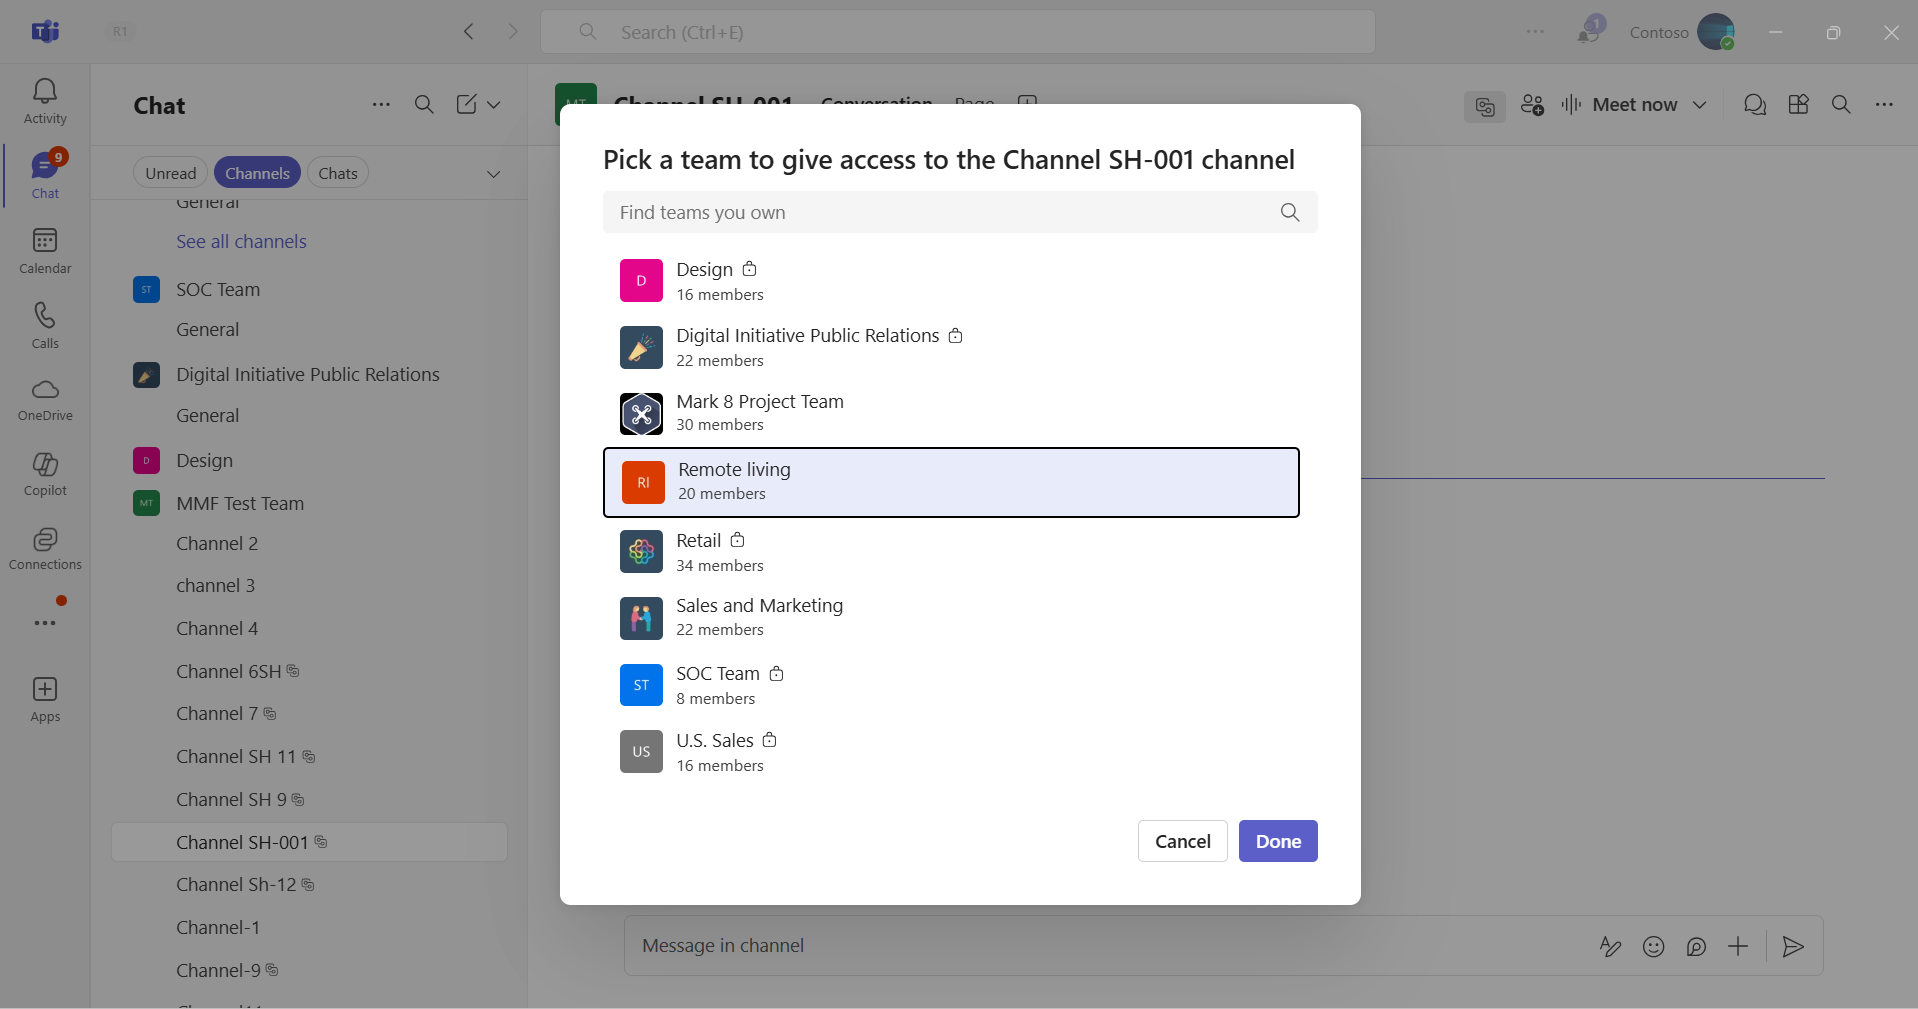 R1
Search (Ctrl+E)
1
Contoso
Activity
9
Chat
Calendar
Calls
OneDrive
Copilot
Connections
Apps
Chat
Unread
Channels
Chats
General
See all channels
ST
SOC Team
General
Digital Initiative Public Relations
General
D
Design
MT
MMF Test Team
Channel 2
channel 3
Channel 4
Channel 6SH
Channel 7
Channel SH 11
Channel SH 9
Channel SH-001
Channel Sh-12
Channel-1
Channel-9
MT
Channel SH-001
Conversation
Page
Meet now
Pick a team to give access to the Channel SH-001 channel
Find teams you own
D
Design
16 members
Digital Initiative Public Relations
22 members
Mark 8 Project Team
30 members
Rl
Remote living
20 members
Retail
34 members
Sales and Marketing
22 members
ST
SOC Team
8 members
US
U.S. Sales
16 members
Cancel
Done
Message in channel